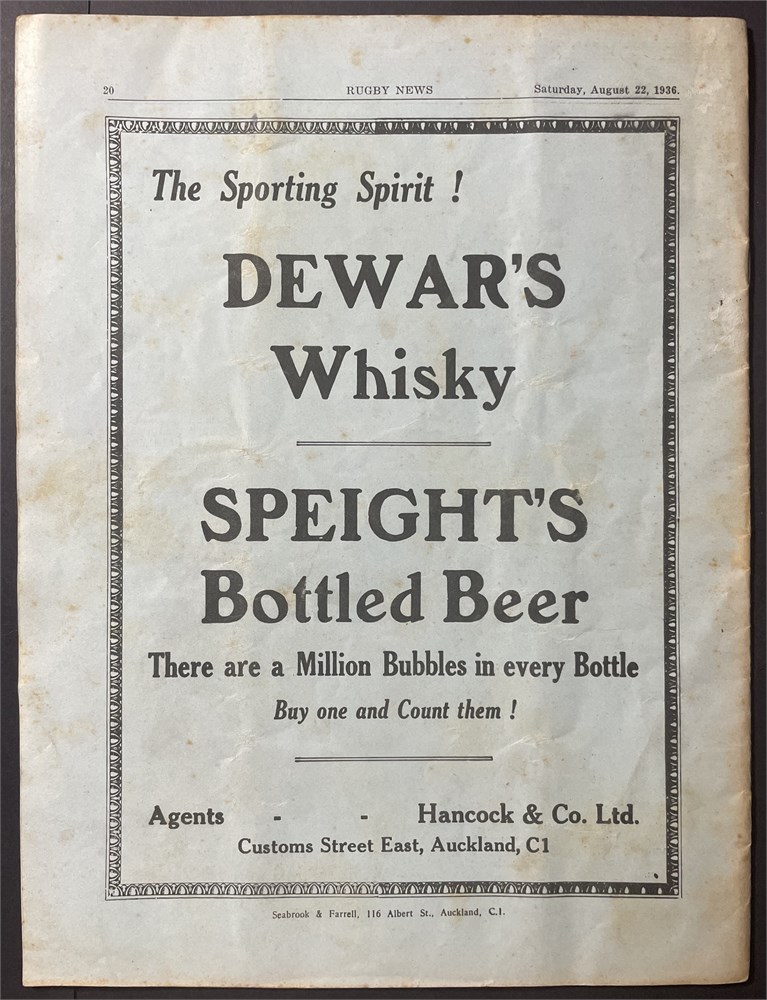 20 RUGBY NEWS Saturday, August 22, 1936.
The Sporting Spirit !
DEWAR'S
Whisky
SPEIGHT'S
Bottled Beer
There are a Million Bubbles in every Bottle
Buy one and Count them !
Agents - - Hancock & Co. Ltd.
Customs Street East, Auckland, C1
Seabrook & Farrell, 116 Albert St., Auckland, C.1.